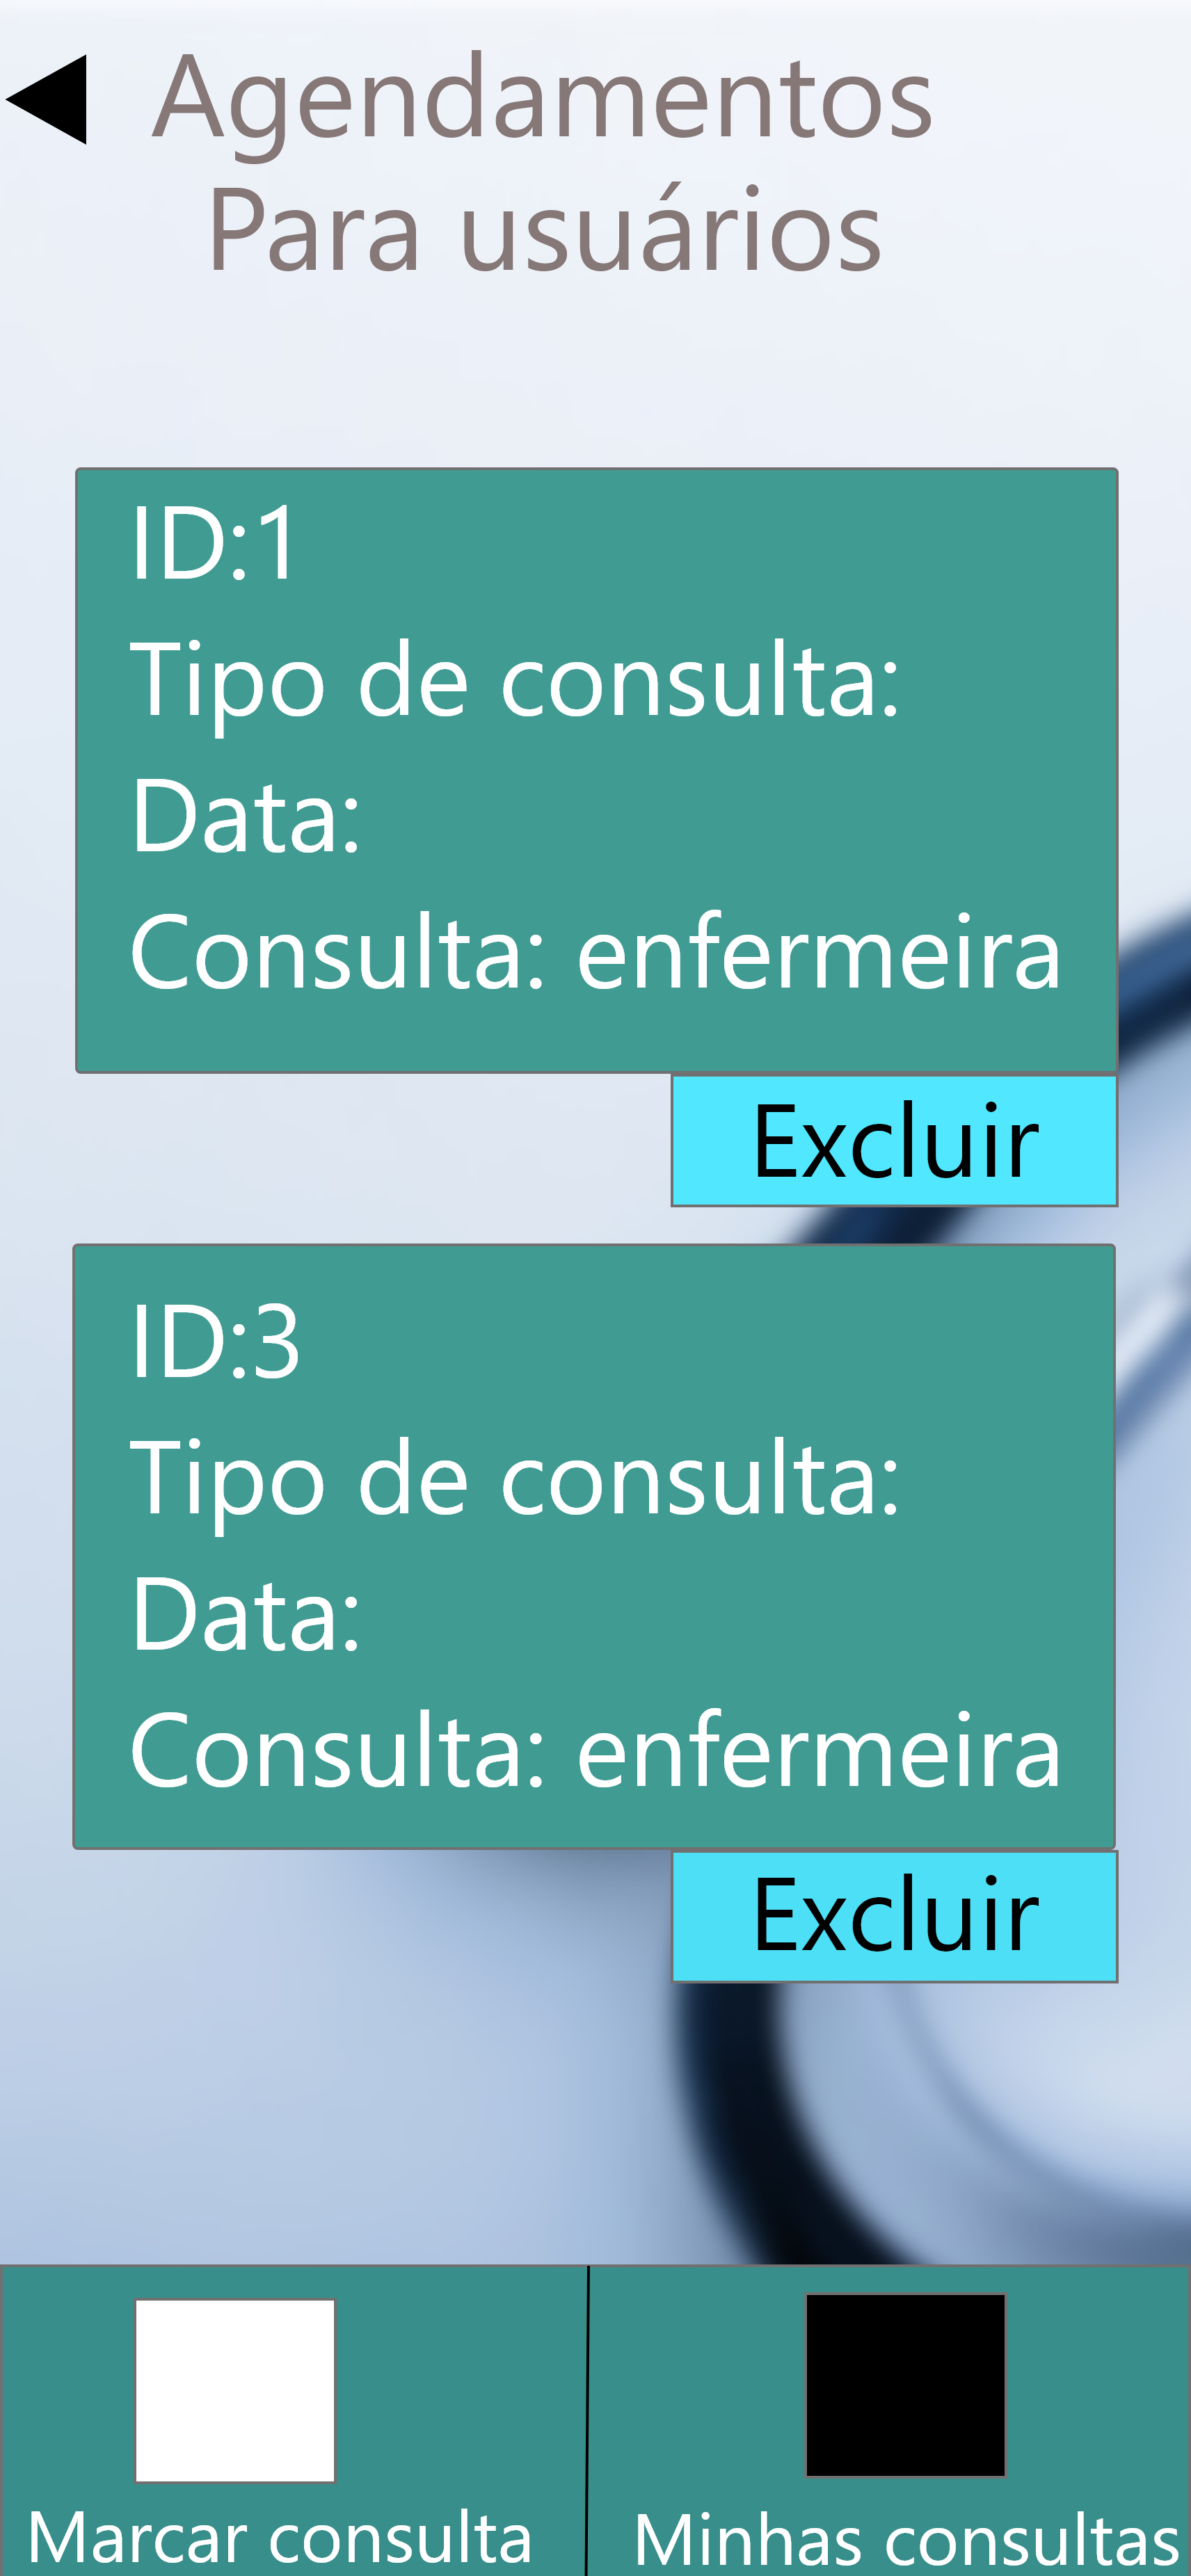 Agendamentos
Para usuários
ID:1
Tipo de consulta:
Data:
Consulta: enfermeira
Excluir
ID:3
Tipo de consulta:
Data:
Consulta: enfermeira
Excluir
Marcar consulta
Minhas consultas